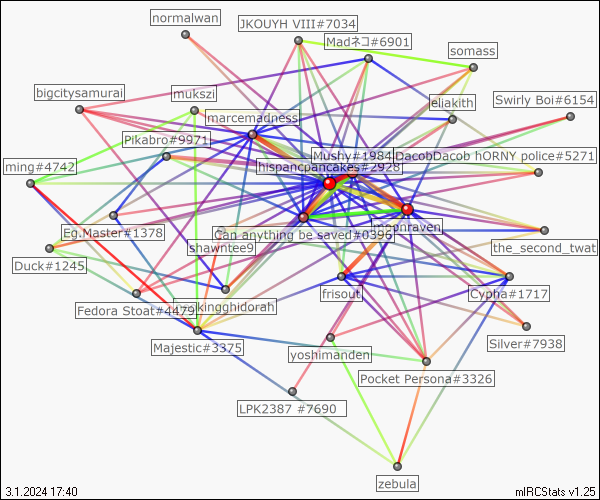 normalwan
JKOUYH VIII#7034
Madネコ#6901
somass
bigcitysamurai
mukszi
eliakith
Swirly Boi#6154
marcemadness
Pikabro#9971
Mushy#1984
DacobDacob hORNY police#5271
ming#4742
hispancpancakes#2928
Eg.Master#1378
Can anything be saved#0396
moonraven
shawntee9
the_second_twat
Duck#1245
Fedora Stoat#4479
kingghidorah
frisout
Cypha#1717
Majestic#3375
yoshimanden
Silver#7938
Pocket Persona#3326
LPK2387 #7690
zebula
3.1.2024 17:40
mIRCStats v1.25